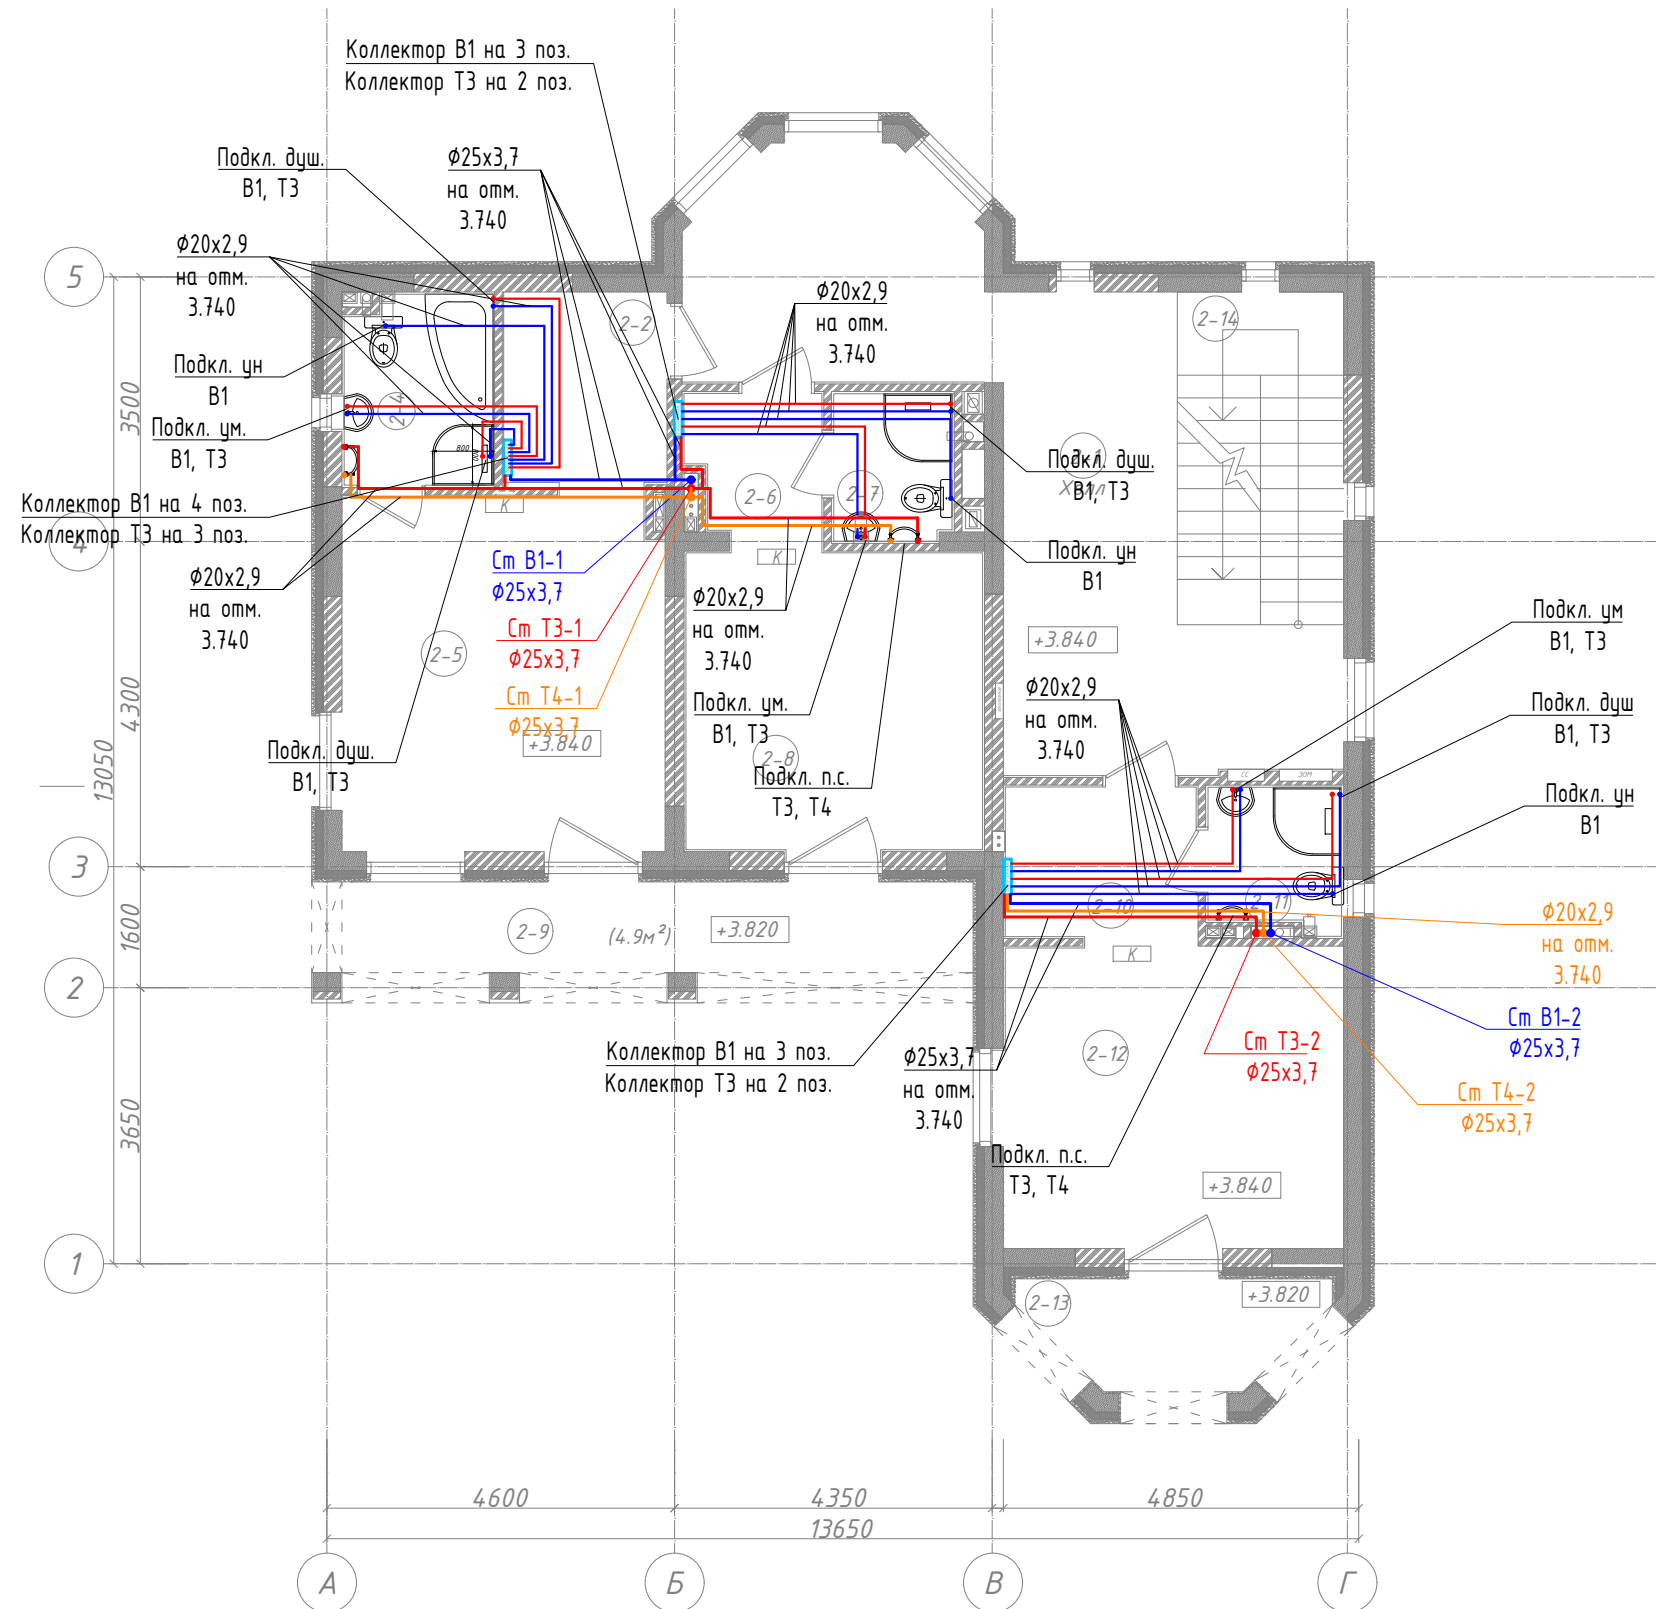 Коллектор В1 на 3 поз.
Коллектор Т3 на 2 поз.
Подкл. душ.
В1, Т3
Ф25х3,7
на отм.
3.740
Ф20х2,9
на отм.
3.740
Подкл. ун
В1
Подкл. ум.
В1, Т3
Коллектор В1 на 4 поз.
Коллектор Т3 на 3 поз.
Ф20х2,9
на отм.
3.740
Подкл. душ.
В1, Т3
Ст В1-1
Ф25х3,7
Ст Т3-1
Ф25х3,7
Ст Т4-1
Ф25х3,7
Ф20х2,9
на отм.
3.740
Ф20х2,9
на отм.
3.740
Подкл. ум.
В1, Т3
Подкл. п.с.
Т3, Т4
Подкл. душ.
В1, Т3
Подкл. ун
В1
Ф20х2,9
на отм.
3.740
Подкл. ум
В1, Т3
Подкл. душ
В1, Т3
Подкл. ун
В1
Ф20х2,9
на отм.
3.740
Ст В1-2
Ф25х3,7
Ст Т3-2
Ф25х3,7
Ст Т4-2
Ф25х3,7
Коллектор В1 на 3 поз.
Коллектор Т3 на 2 поз.
Ф25х3,7
на отм.
3.740
Подкл. п.с.
Т3, Т4
2-1
Холл
2-2
2-4
2-5
2-6
2-7
2-8
2-9
(4.9м²)
2-10
2-11
2-12
2-13
2-14
800
К
К
К
СС
ЭОМ
+3.840
+3.840
+3.820
+3.840
+3.820
5
4
3
2
1
3500
4300
13050
1600
3650
4600
4350
4850
13650
А
Б
В
Г